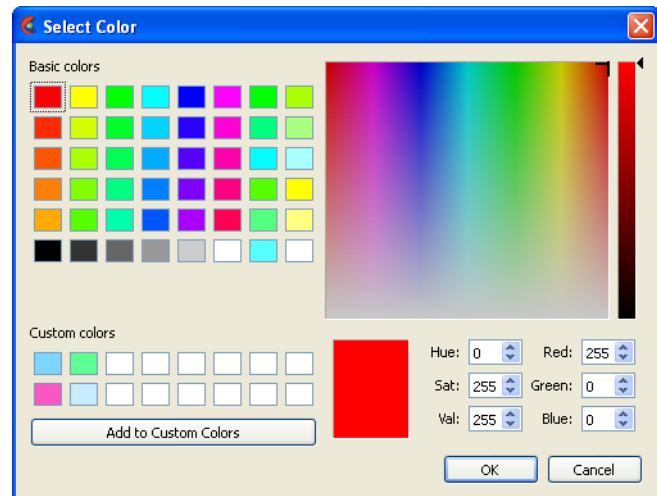 Select Color
Basic colors
Custom colors
Add to Custom Colors
Hue: 0 Red: 255
Sat: 255 Green: 0
Val: 255 Blue: 0
OK Cancel